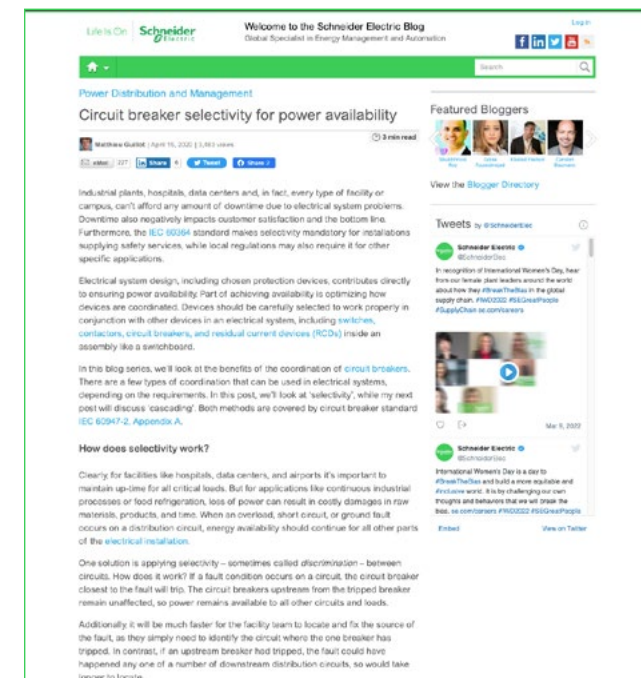 Life Is On Schneider Electric
Welcome to the Schneider Electric Blog
Global Specialist in Energy Management and Automation
Log in
Search
Power Distribution and Management
Circuit breaker selectivity for power availability
Matthieu Guillot | April 15, 2020 | 3,493 views
3 min read
eMail 227 Share 6 Tweet Share 2
Industrial plants, hospitals, data centers and, in fact, every type of facility or
campus, can't afford any amount of downtime due to electrical system problems.
Downtime also negatively impacts customer satisfaction and the bottom line.
Furthermore, the IEC 60364 standard makes selectivity mandatory for installations
supplying safety services, while local regulations may also require it for other
specific applications.
Electrical system design, including chosen protection devices, contributes directly
to ensuring power availability. Part of achieving availability is optimizing how
devices are coordinated. Devices should be carefully selected to work properly in
conjunction with other devices in an electrical system, including switches,
contactors, circuit breakers, and residual current devices (RCDs) inside an
assembly like a switchboard.
In this blog series, we'll look at the benefits of the coordination of circuit breakers.
There are a few types of coordination that can be used in electrical systems,
depending on the requirements. In this post, we'll look at 'selectivity', while my next
post will discuss 'cascading'. Both methods are covered by circuit breaker standard
IEC 60947-2, Appendix A.
How does selectivity work?
Clearly, for facilities like hospitals, data centers, and airports it's important to
maintain up-time for all critical loads. But for applications like continuous industrial
processes or food refrigeration, loss of power can result in costly damages in raw
materials, products, and time. When an overload, short circuit, or ground fault
occurs on a distribution circuit, energy availability should continue for all other parts
of the electrical installation.
One solution is applying selectivity – sometimes called discrimination – between
circuits. How does it work? If a fault condition occurs on a circuit, the circuit breaker
closest to the fault will trip. The circuit breakers upstream from the tripped breaker
remain unaffected, so power remains available to all other circuits and loads.
Additionally, it will be much faster for the facility team to locate and fix the source of
the fault, as they simply need to identify the circuit where the one breaker has
tripped. In contrast, if an upstream breaker had tripped, the fault could have
happened any one of a number of downstream distribution circuits, so would take
longer to locate.
Featured Bloggers
View the Blogger Directory
Tweets by @SchneiderElec
Schneider Electric
@SchneiderElec
In recognition of International Women's Day, hear
from our female plant leaders around the world
about how they #BreakTheBias in the global
supply chain. #IWD2022 #SEGreatPeople
#SupplyChain se.com/careers
Mar 9, 2022
Schneider Electric
@SchneiderElec
International Women's Day is a day to
#BreakTheBias and build a more equitable and
#inclusive world. It is by challenging our own
thoughts and behaviors that we will break the
bias. se.com/careers #IWD2022 #SEGreatPeople
Embed
View on Twitter